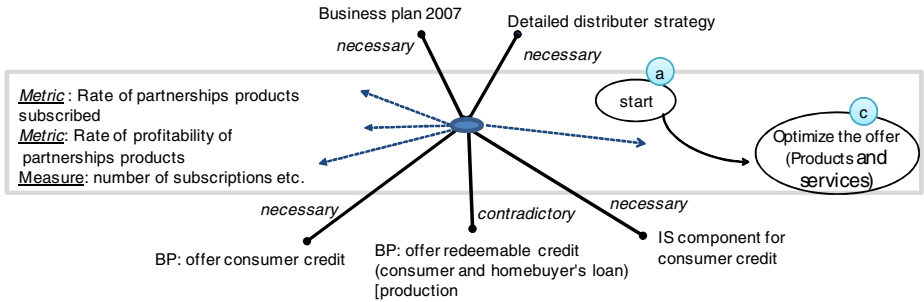 Business plan 2007
Detailed distributer strategy
necessary
necessary
a
Metric : Rate of partnerships products
subscribed
Metric: Rate of profitability of
partnerships products
Measure: number of subscriptions etc.
start
c
Optimize the offer
(Products and
services)
necessary
contradictory
necessary
BP: offer consumer credit
BP: offer redeemable credit
(consumer and homebuyer's loan)
[production
IS component for
consumer credit